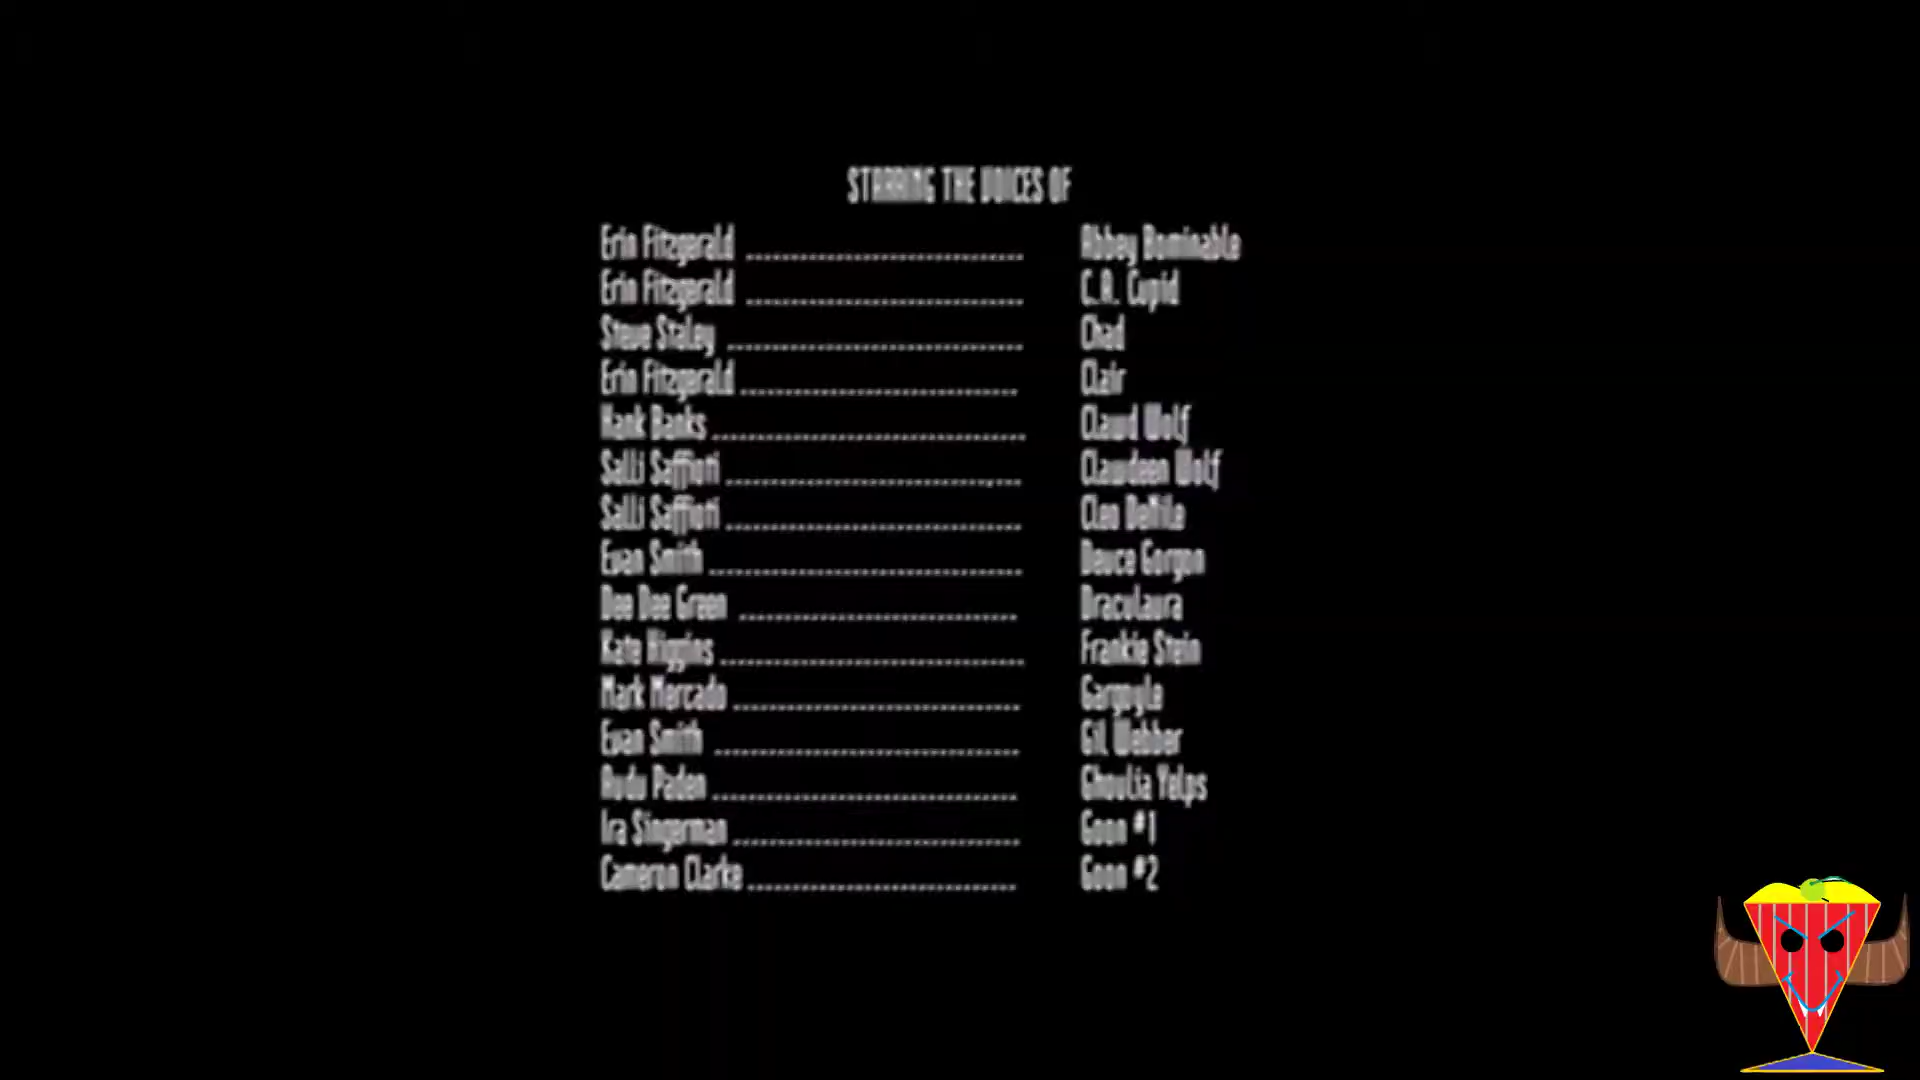 STARRING THE VOICES OF
Erin Fitzgerald ........................................ Abbey Bominable
Erin Fitzgerald ........................................ C.A. Cupid
Steve Staley ........................................ Chad
Erin Fitzgerald ........................................ Clair
Hank Banks ........................................ Clawd Wolf
Salli Saffioti ........................................ Clawdeen Wolf
Salli Saffioti ........................................ Cleo DeNile
Evan Smith ........................................ Deuce Gorgon
Dee Dee Green ........................................ Draculaura
Kate Higgins ........................................ Frankie Stein
Mark Mercado ........................................ Gargoyle
Evan Smith ........................................ Gil Webber
Audu Paden ........................................ Ghoulia Yelps
Ira Singerman ........................................ Goon #1
Cameron Clarke ........................................ Goon #2